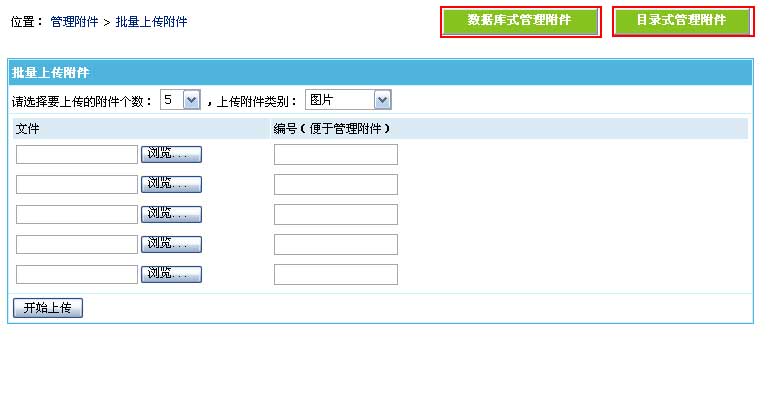 位置： 管理附件 > 批量上传附件
数据库式管理附件
目录式管理附件
批量上传附件
请选择要上传的附件个数： 5 ，上传附件类别： 图片
文件 编号（便于管理附件）
浏览...
浏览...
浏览...
浏览...
浏览...
开始上传